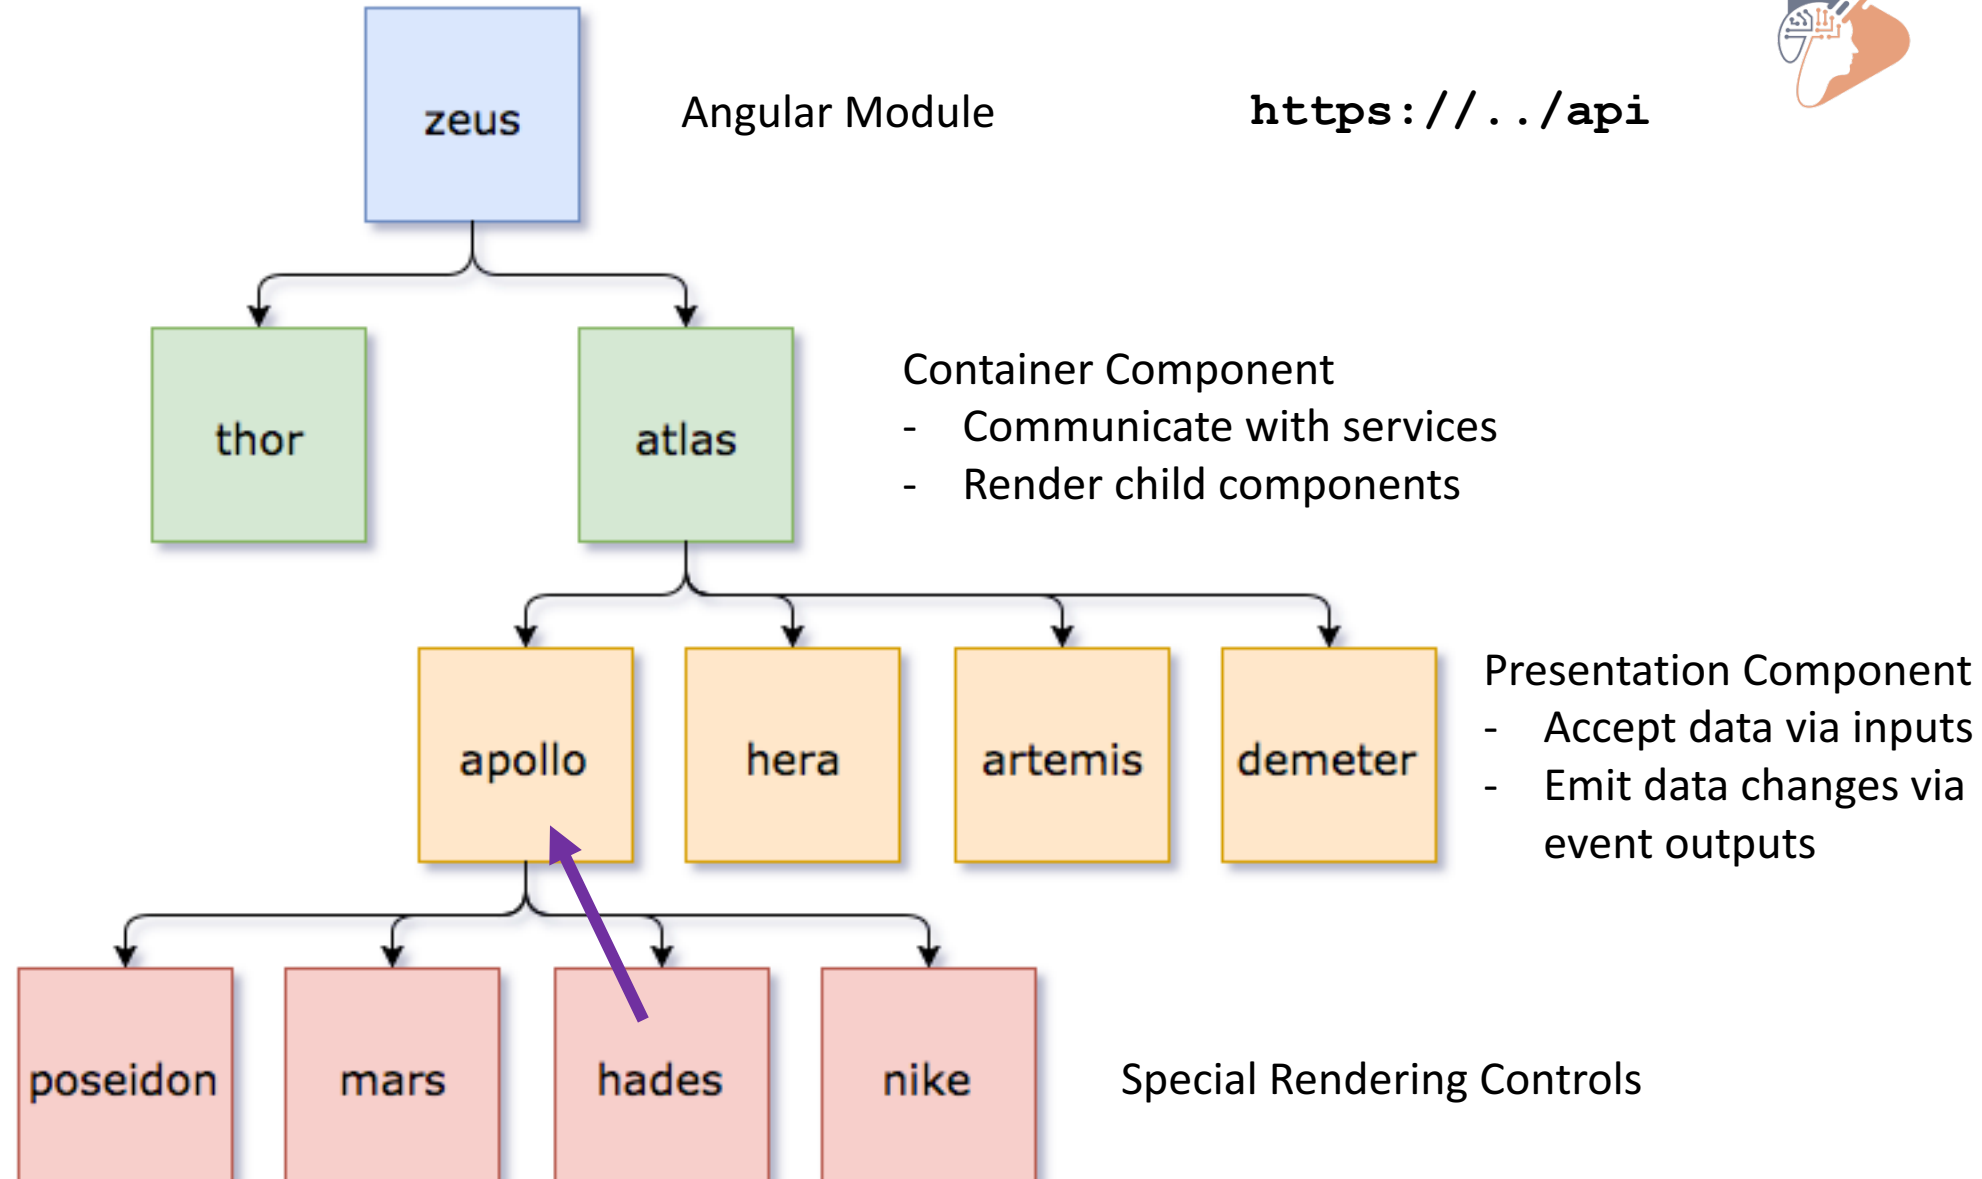 zeus
Angular Module
https://../api
thor
atlas
Container Component
- Communicate with services
- Render child components
apollo
hera
artemis
demeter
Presentation Component
- Accept data via inputs
- Emit data changes via
event outputs
poseidon
mars
hades
nike
Special Rendering Controls